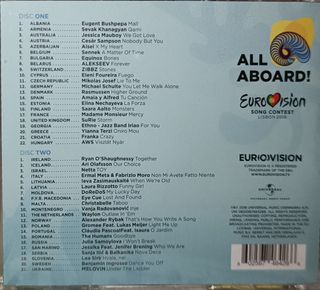 DISC ONE
1. ALBANIA Eugent Bushpepa Mall
2. ARMENIA Sevak Khanagyan Qami
3. AUSTRALIA Jessica Mauboy We Got Love
4. AUSTRIA Cesár Sampson Nobody But You
5. AZERBAIJAN Aisel X My Heart
6. BELGIUM Sennek A Matter Of Time
7. BULGARIA Equinox Bones
8. BELARUS ALEKSEEV Forever
9. SWITZERLAND ZiBBZ Stones
10. CYPRUS Eleni Foureira Fuego
11. CZECH REPUBLIC Mikolas Josef Lie To Me
12. GERMANY Michael Schulte You Let Me Walk Alone
13. DENMARK Rasmussen Higher Ground
14. SPAIN Amaia y Alfred Tu Canción
15. ESTONIA Elina Nechayeva La Forza
16. FINLAND Saara Aalto Monsters
17. FRANCE Madame Monsieur Mercy
18. UNITED KINGDOM SuRie Storm
19. GEORGIA Ethno-Jazz Band Iriao For You
20. GREECE Yianna Terzi Oniro Mou
21. CROATIA Franka Crazy
22. HUNGARY AWS Viszlát Nyár
DISC TWO
1. IRELAND Ryan O'Shaughnessy Together
2. ICELAND Ari Ólafsson Our Choice
3. ISRAEL Netta TOY
4. ITALY Ermal Meta & Fabrizio Moro Non Mi Avete Fatto Niente
5. LITHUANIA Ieva Zasimauskaitė When We're Old
6. LATVIA Laura Rizzotto Funny Girl
7. MOLDOVA DoReDoS My Lucky Day
8. F.Y.R. MACEDONIA Eye Cue Lost And Found
9. MALTA Christabelle Taboo
10. MONTENEGRO Vanja Radovanović Inje
11. THE NETHERLANDS Waylon Outlaw In 'Em
12. NORWAY Alexander Rybak That's How You Write A Song
13. POLAND Gromee Feat. Lukas Meijer Light Me Up
14. PORTUGAL Cláudia Pascoal O Jardim
15. ROMANIA The Humans Goodbye
16. RUSSIA Julia Samoylova I Won't Break
17. SAN MARINO Jessika Feat. Jenifer Brening Who We Are
18. SERBIA Sanja Ilić & Balkanika Nova Deca
19. SLOVENIA Lea Sirk Hvala, ne!
20. SWEDEN Benjamin Ingrosso Dance You Off
21. UKRAINE MELOVIN Under The Ladder
ALL
ABOARD!
EUROVISION
SONG CONTEST
LISBON 2018
EUROVISION
UNIVERSAL